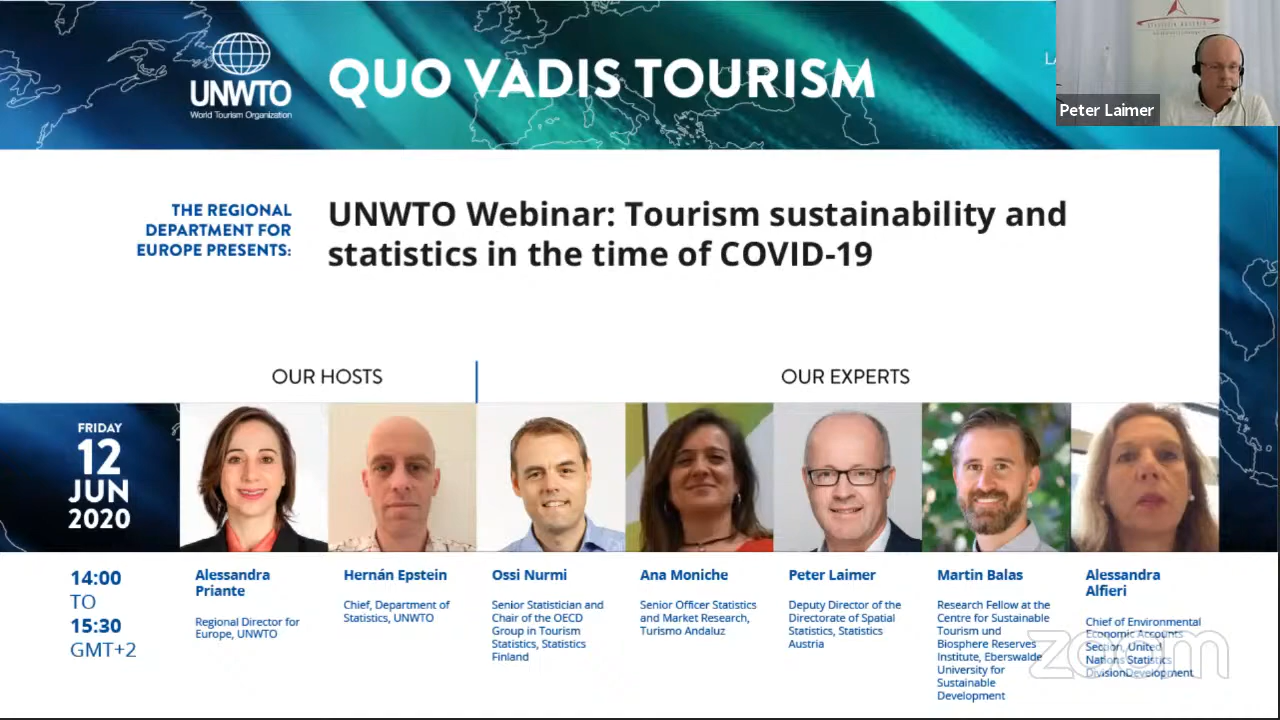 UNWTO
World Tourism Organization
QUO VADIS TOURISM
LA
Peter Laimer
THE REGIONAL
DEPARTMENT FOR
EUROPE PRESENTS:
UNWTO Webinar: Tourism sustainability and
statistics in the time of COVID-19
OUR HOSTS
OUR EXPERTS
FRIDAY
12
JUN
2020
14:00
TO
15:30
GMT+2
Alessandra
Priante
Regional Director for
Europe, UNWTO
Hernán Epstein
Chief, Department of
Statistics, UNWTO
Ossi Nurmi
Senior Statistician and
Chair of the OECD
Group in Tourism
Statistics, Statistics
Finland
Ana Moniche
Senior Officer Statistics
and Market Research,
Turismo Andaluz
Peter Laimer
Deputy Director of the
Directorate of Spatial
Statistics, Statistics
Austria
Martin Balas
Research Fellow at the
Centre for Sustainable
Tourism und
Biosphere Reserves
Institute, Eberswalde
University for
Sustainable
Development
Alessandra
Alfieri
Chief of Environmental
Economic Accounts
Section, United
Nations Statistics
DivisionDevelopment
zoom